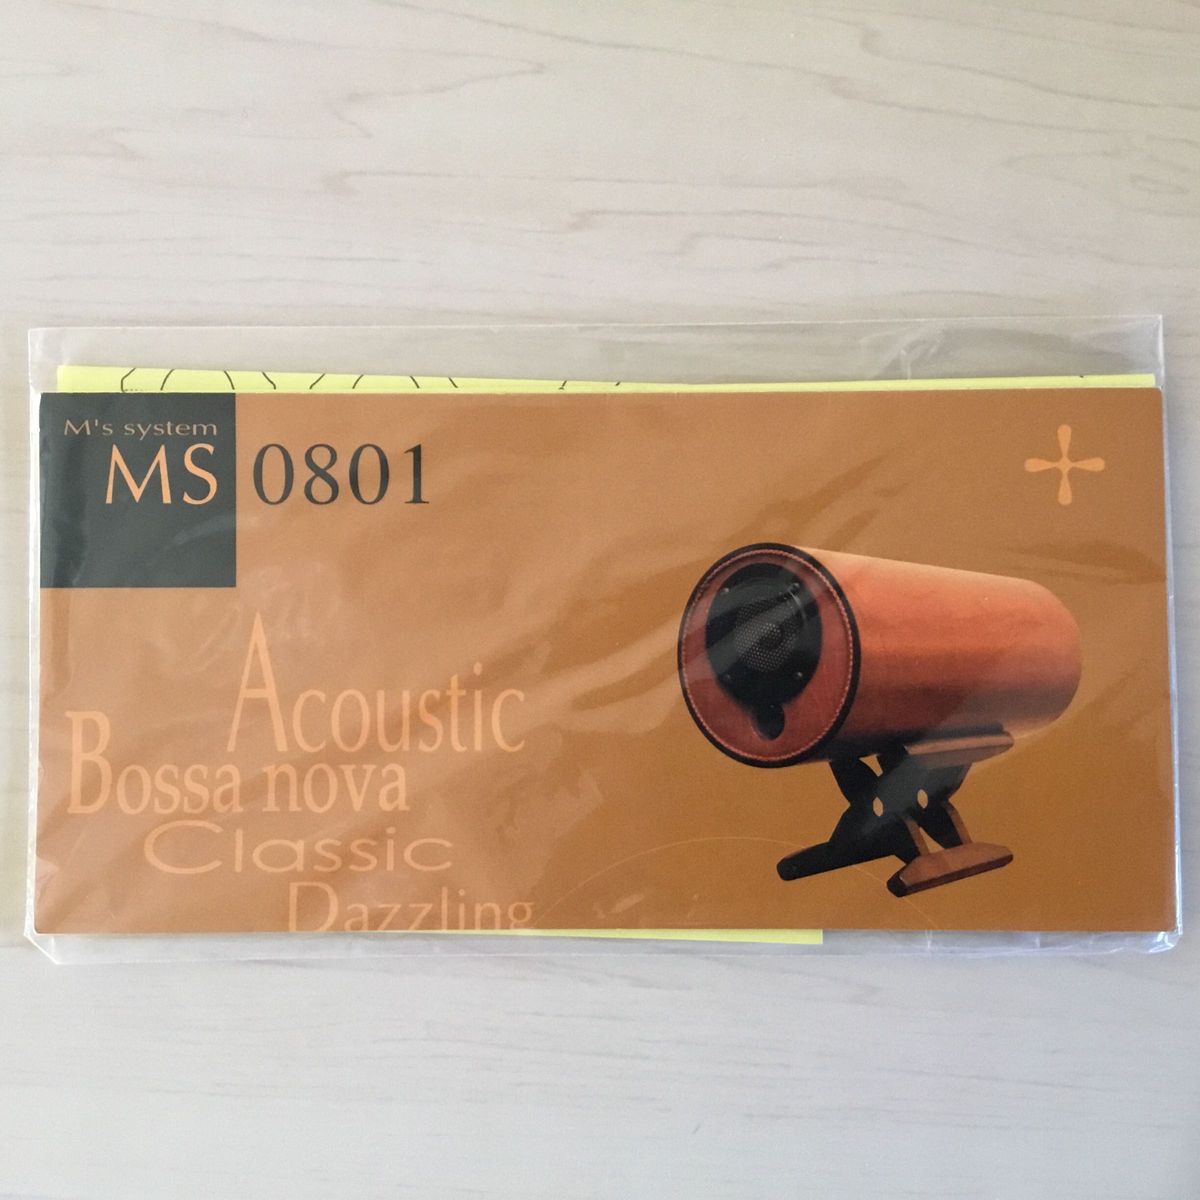 M's system
MS 0801
Acoustic
Bossa nova
Classic
Dazzling